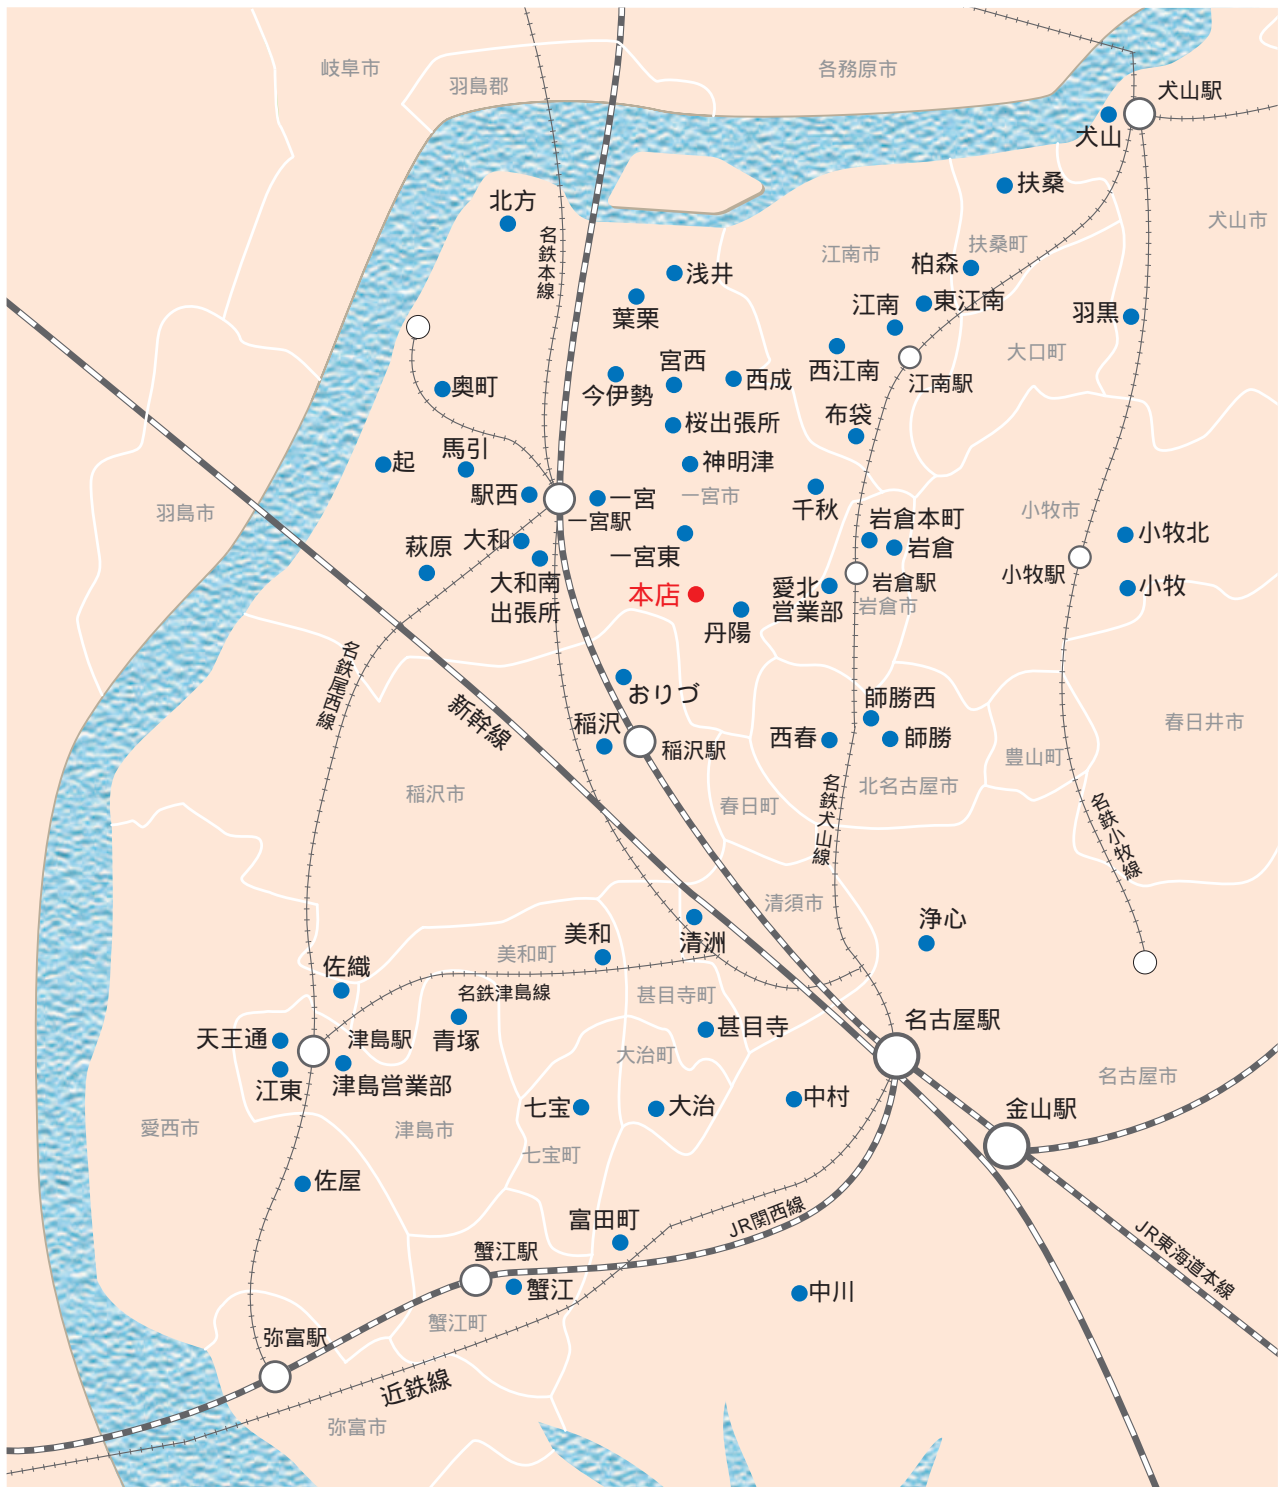 岐阜市
羽島郡
各務原市
犬山駅
犬山
扶桑
北方
犬山市
扶桑町
江南市
名鉄本線
柏森
浅井
葉栗
東江南
江南
羽黒
西江南
大口町
江南駅
宮西
今伊勢
西成
奥町
布袋
桜出張所
馬引
起
神明津
駅西
一宮
一宮市
千秋
羽島市
小牧市
一宮駅
岩倉本町
小牧北
大和
萩原
一宮東
岩倉
小牧駅
岩倉駅
小牧
大和南
出張所
本店
愛北
営業部
岩倉市
丹陽
名鉄尾西線
おりづ
新幹線
師勝西
稲沢
稲沢駅
西春
師勝
春日井市
豊山町
北名古屋市
稲沢市
春日町
名鉄犬山線
名鉄小牧線
清須市
浄心
美和
清洲
美和町
佐織
名鉄津島線
甚目寺町
名古屋駅
天王通
津島駅
青塚
甚目寺
大治町
名古屋市
江東
津島営業部
七宝
大治
中村
金山駅
愛西市
津島市
七宝町
佐屋
富田町
JR関西線
JR東海道本線
蟹江駅
蟹江
中川
蟹江町
弥富駅
近鉄線
弥富市